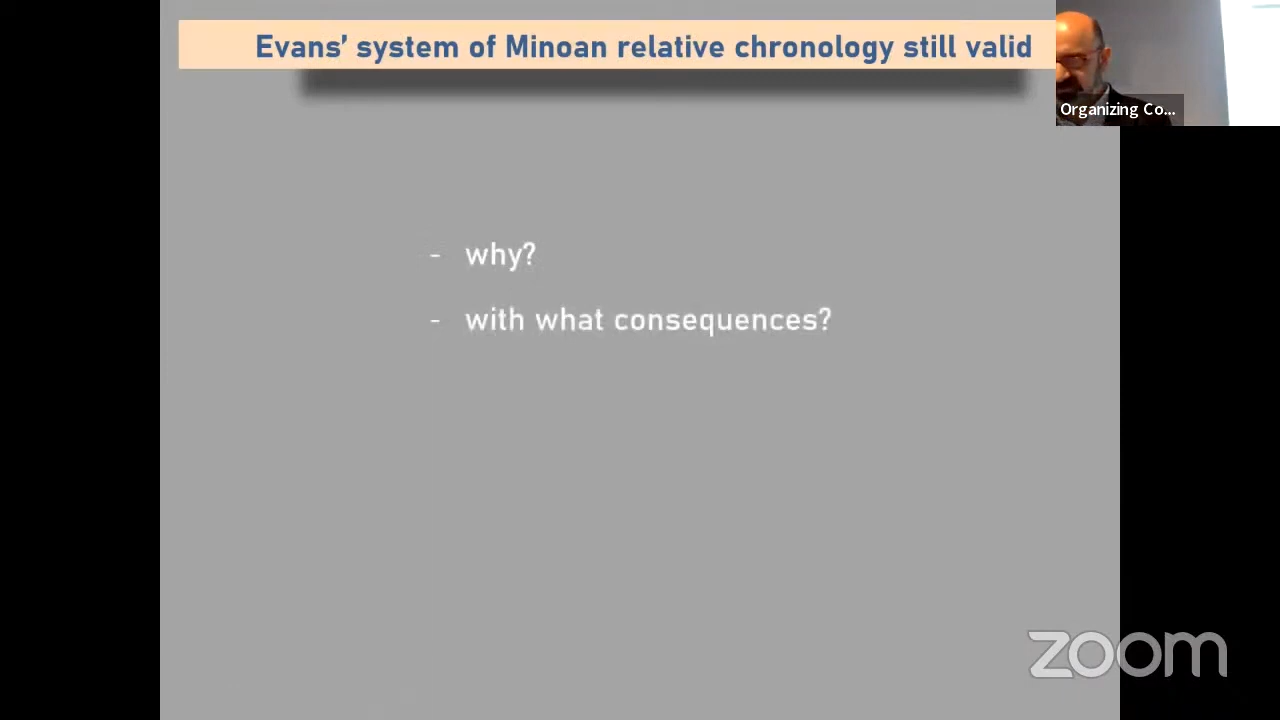 Evans’ system of Minoan relative chronology still valid
Organizing Co...
- why?
- with what consequences?
zoom